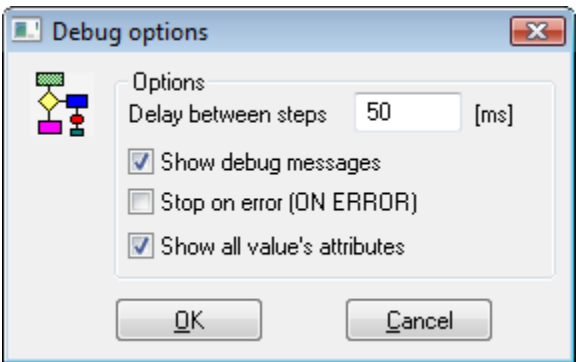 Debug options
Options
Delay between steps 50 [ms]
Show debug messages
Stop on error (ON ERROR)
Show all value's attributes
OK Cancel